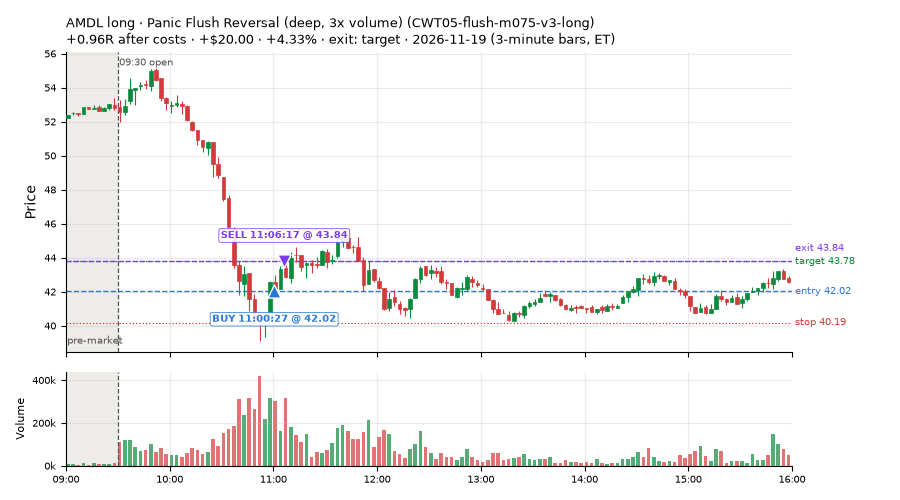 AMDL long · Panic Flush Reversal (deep, 3x volume) (CWT05-flush-m075-v3-long)
+0.96R after costs · +$20.00 · +4.33% · exit: target · 2026-11-19 (3-minute bars, ET)
56
09:30 open
54
52
50
48
Price
46
SELL 11:06:17 @ 43.84
exit 43.84
44
target 43.78
42
entry 42.02
BUY 11:00:27 @ 42.02
stop 40.19
40
pre-market
400k
Volume
200k
0k
09:00 10:00 11:00 12:00 13:00 14:00 15:00 16:00